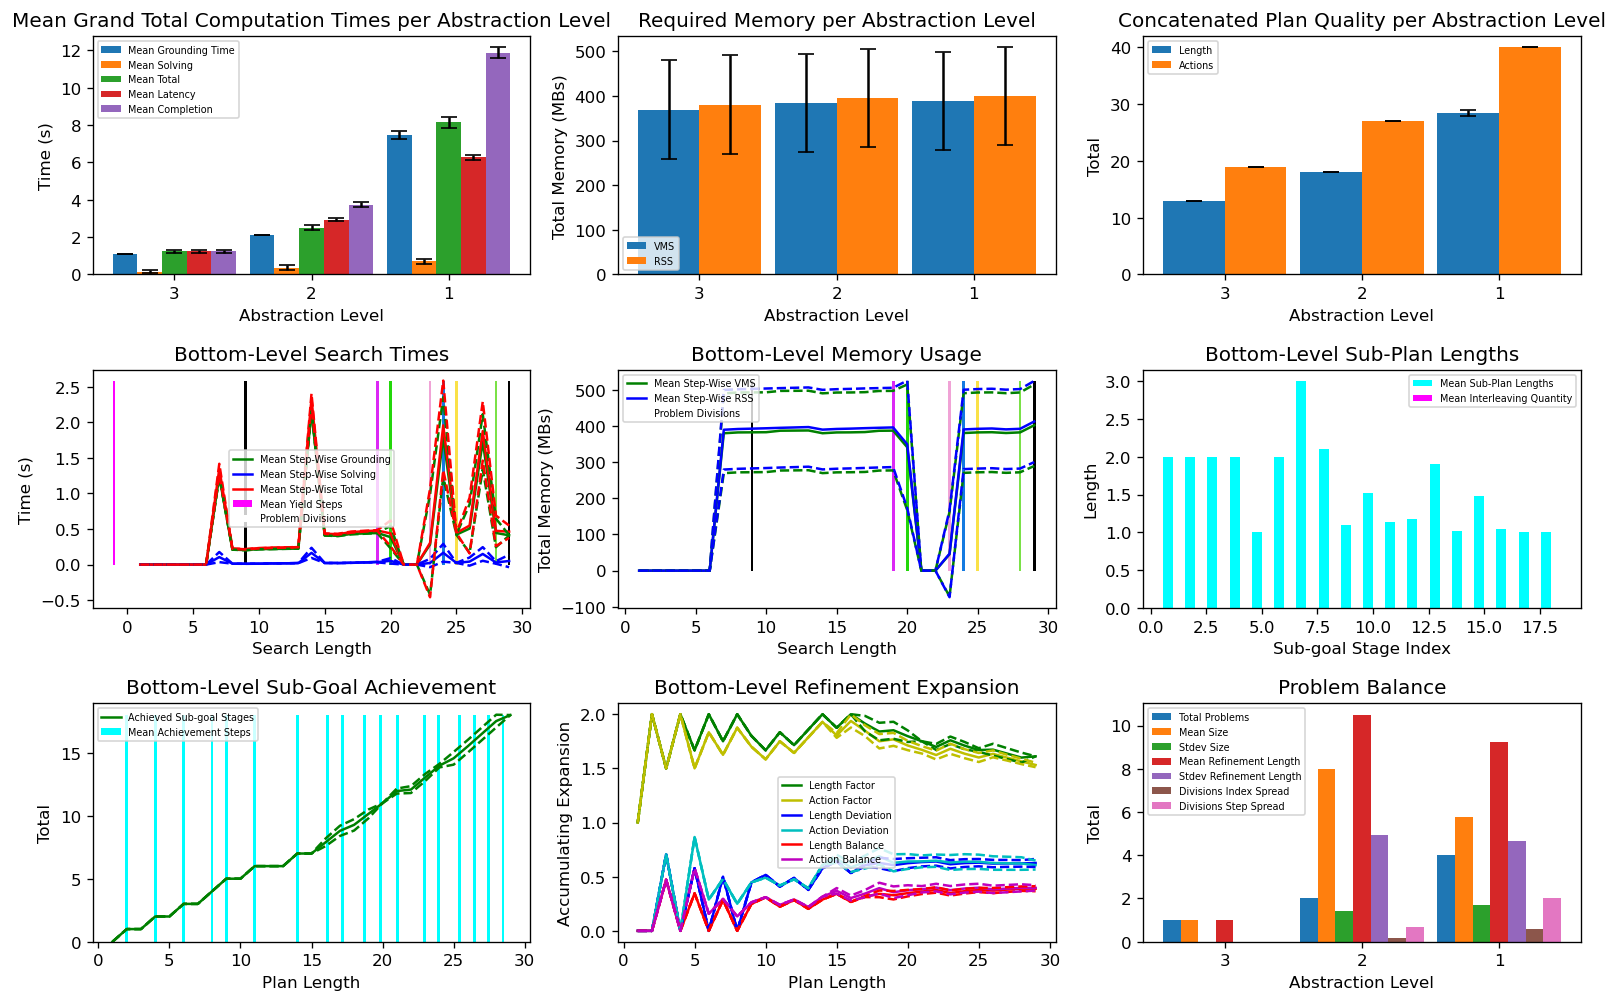 Mean Grand Total Computation Times per Abstraction Level
Time (s)
12
10
8
6
4
2
0
Mean Grounding Time
Mean Solving
Mean Total
Mean Latency
Mean Completion
3
2
1
Abstraction Level
Required Memory per Abstraction Level
Total Memory (MBs)
500
400
300
200
100
0
VMS
RSS
3
2
1
Abstraction Level
Concatenated Plan Quality per Abstraction Level
Total
40
30
20
10
0
Length
Actions
3
2
1
Abstraction Level
Bottom-Level Search Times
Time (s)
2.5
2.0
1.5
1.0
0.5
0.0
−0.5
Mean Step-Wise Grounding
Mean Step-Wise Solving
Mean Step-Wise Total
Mean Yield Steps
Problem Divisions
0
5
10
15
20
25
30
Search Length
Bottom-Level Memory Usage
Total Memory (MBs)
500
400
300
200
100
0
−100
Mean Step-Wise VMS
Mean Step-Wise RSS
Problem Divisions
0
5
10
15
20
25
30
Search Length
Bottom-Level Sub-Plan Lengths
Length
3.0
2.5
2.0
1.5
1.0
0.5
0.0
Mean Sub-Plan Lengths
Mean Interleaving Quantity
0.0
2.5
5.0
7.5
10.0
12.5
15.0
17.5
Sub-goal Stage Index
Bottom-Level Sub-Goal Achievement
Total
15
10
5
0
Achieved Sub-goal Stages
Mean Achievement Steps
0
5
10
15
20
25
30
Plan Length
Bottom-Level Refinement Expansion
Accumulating Expansion
2.0
1.5
1.0
0.5
0.0
Length Factor
Action Factor
Length Deviation
Action Deviation
Length Balance
Action Balance
0
5
10
15
20
25
30
Plan Length
Problem Balance
Total
10
8
6
4
2
0
Total Problems
Mean Size
Stdev Size
Mean Refinement Length
Stdev Refinement Length
Divisions Index Spread
Divisions Step Spread
3
2
1
Abstraction Level